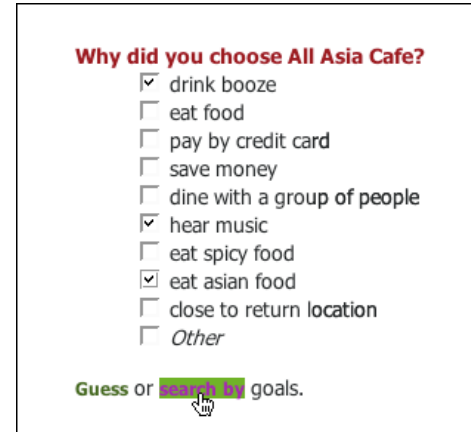 Why did you choose All Asia Cafe?
drink booze
eat food
pay by credit card
save money
dine with a group of people
hear music
eat spicy food
eat asian food
close to return location
Other
Guess or search by goals.